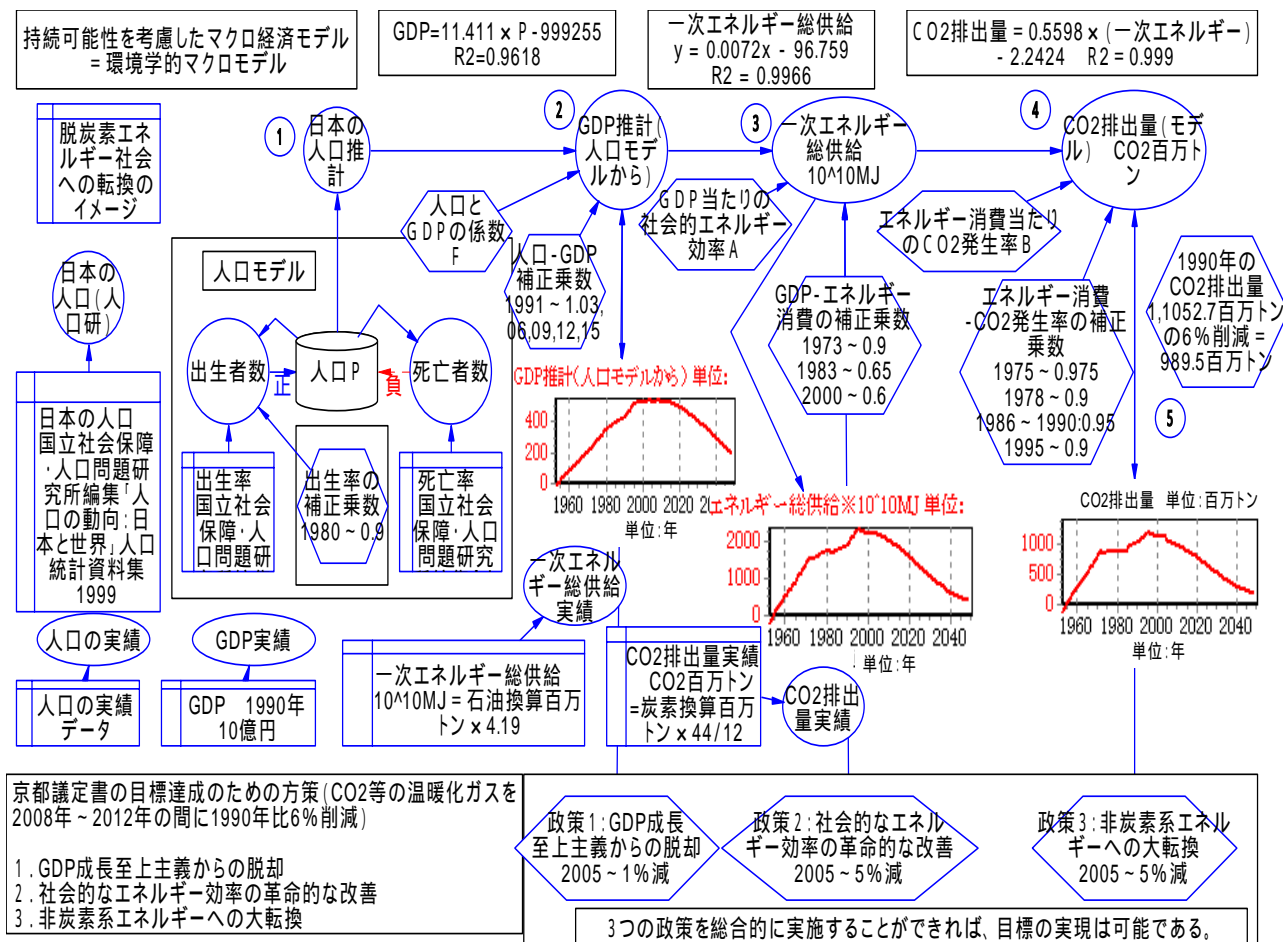 持続可能性を考慮したマクロ経済モデル
=環境学的マクロモデル
GDP=11.411×P-999255
R2=0.9618
一次エネルギー総供給
y = 0.0072x - 96.759
R2 = 0.9966
CO2排出量=0.5598×(一次エネルギー)
- 2.2424 R2=0.999
脱炭素エネ
ルギー社会
への転換の
イメージ
1
日本の
人口推
計
2
GDP推計(
人口モデ
ルから)
3
一次エネルギー
総供給
10^10MJ
4
CO2排出量(モデ
ル) CO2百万ト
ン
人口と
GDPの係数
F
GDP当たりの
社会的エネルギー
効率A
エネルギー消費当たり
のCO2発生率B
日本の
人口(人
口研)
人口モデル
出生者数
正
人口P
負
死亡者数
人口-GDP
補正乗数
1991~1.03,
06,09,12,15
GDP-エネルギー
消費の補正乗数
1973~0.9
1983~0.65
2000~0.6
エネルギー消費
-CO2発生率の補正
乗数
1975~0.975
1978~0.9
1986~1990:0.95
1995~0.9
1990年の
CO2排出量
1,1052.7百万トン
の6%削減=
989.5百万トン
5
日本の人口
国立社会保障
・人口問題研
究所編集「人
口の動向:日
本と世界」人口
統計資料集
1999
出生率
国立社会
保障・人
口問題研
出生率の
補正乗数
1980~0.9
死亡率
国立社会
保障・人口
問題研究
GDP推計(人口モデルから) 単位:
400
200
0
1960 1980 2000 2020
単位:年
エネルギー総供給※10^10MJ 単位:
2000
1000
0
1960 1980 2000 2020 2040
単位:年
CO2排出量 単位:百万トン
1000
500
0
1960 1980 2000 2020 2040
単位:年
人口の実績
人口の実績
データ
GDP実績
GDP 1990年
10億円
一次エネル
ギー総供給
実績
一次エネルギー総供給
10^10MJ=石油換算百万
トン×4.19
CO2排出量実績
CO2百万トン
=炭素換算百万
トン×44/12
CO2排出
量実績
京都議定書の目標達成のための方策(CO2等の温暖化ガスを
2008年~2012年の間に1990年比6%削減)
1.GDP成長至上主義からの脱却
2.社会的なエネルギー効率の革命的な改善
3.非炭素系エネルギーへの大転換
政策1:GDP成長
至上主義からの脱却
2005~1%減
政策2:社会的なエネル
ギー効率の革命的な改善
2005~5%減
政策3:非炭素系エネル
ギーへの大転換
2005~5%減
3つの政策を総合的に実施することができれば、目標の実現は可能である。